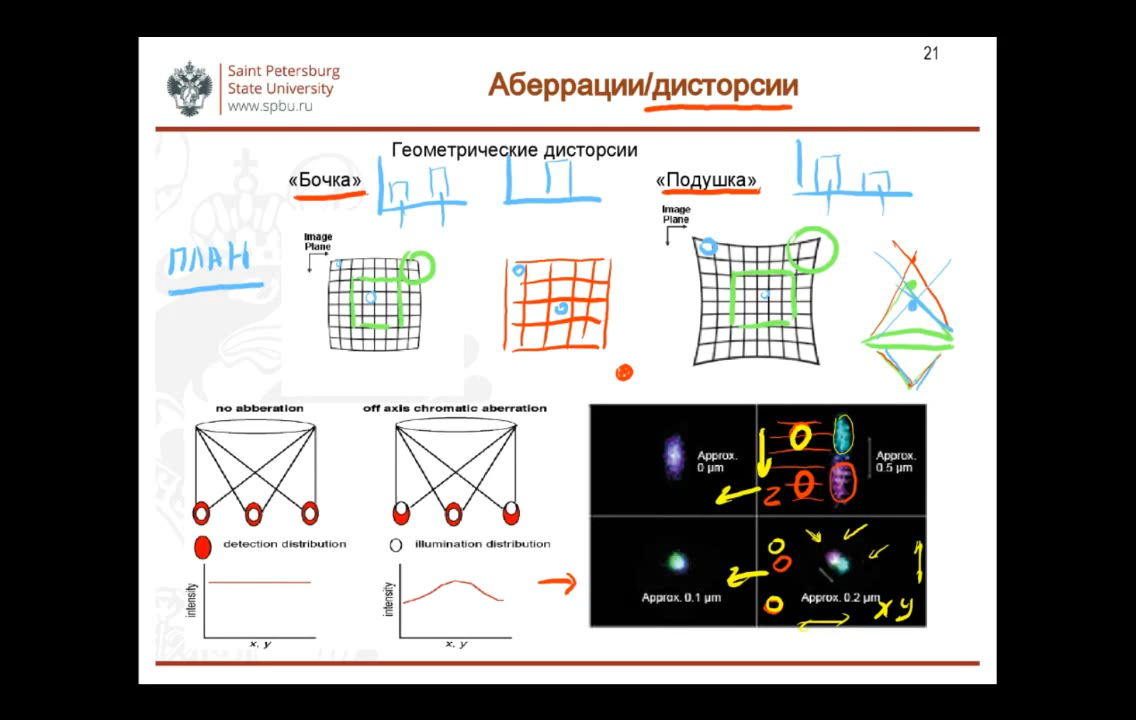 21
Saint Petersburg
State University
www.spbu.ru
Аберрации/дисторсии
Геометрические дисторсии
«Бочка»
«Подушка»
Image
Plane
Image
Plane
ПЛАН
no abberation
off axis chromatic aberration
detection distribution
illumination distribution
intensity
x, y
intensity
x, y
Approx.
0 µm
Approx.
0.5 µm
z
Approx. 0.1 µm
Approx. 0.2 µm
xy